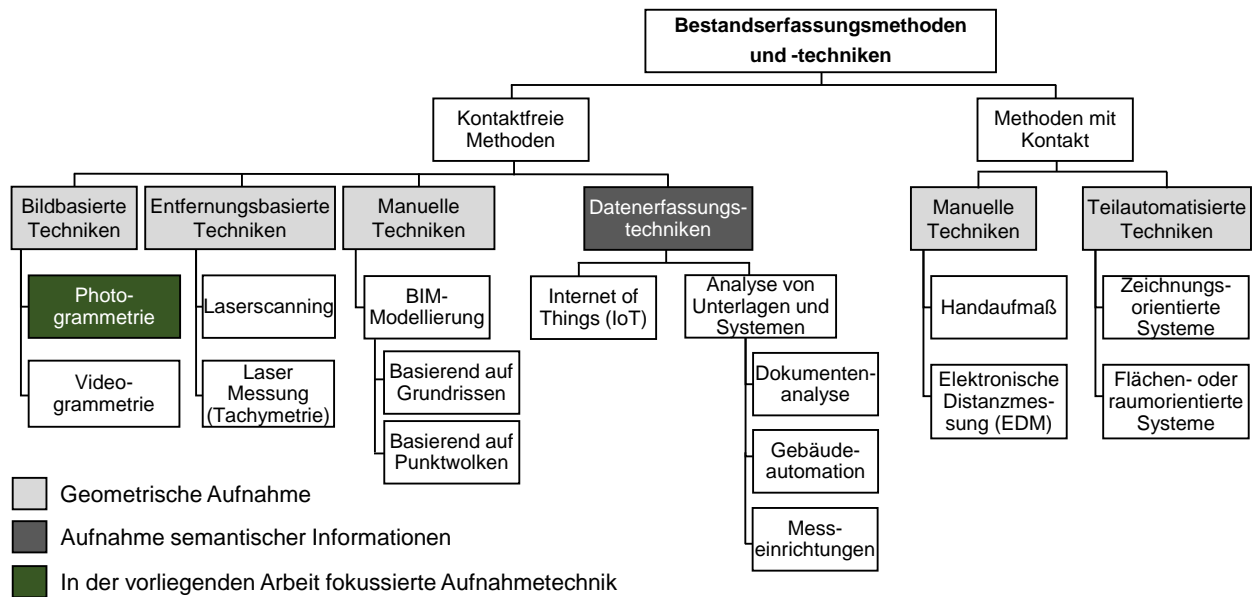 Bestandserfassungsmethoden
und -techniken
Kontaktfreie
Methoden
Methoden mit
Kontakt
Bildbasierte
Techniken
Entfernungsbasierte
Techniken
Manuelle
Techniken
Datenerfassungs-
techniken
Manuelle
Techniken
Teilautomatisierte
Techniken
Photo-
grammetrie
Video-
grammetrie
Laserscanning
Laser
Messung
(Tachymetrie)
BIM-
Modellierung
Basierend auf
Grundrissen
Basierend auf
Punktwolken
Internet of
Things (IoT)
Analyse von
Unterlagen und
Systemen
Dokumenten-
analyse
Gebäude-
automation
Mess-
einrichtungen
Handaufmaß
Elektronische
Distanzmes-
sung (EDM)
Zeichnungs-
orientierte
Systeme
Flächen- oder
raumorientierte
Systeme
Geometrische Aufnahme
Aufnahme semantischer Informationen
In der vorliegenden Arbeit fokussierte Aufnahmetechnik